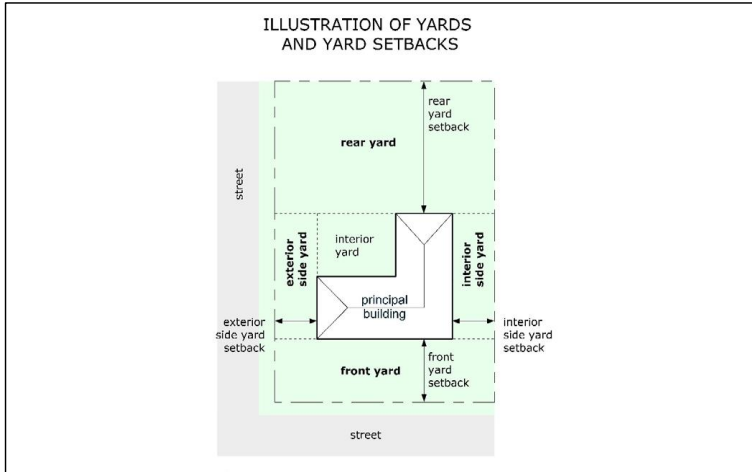 ILLUSTRATION OF YARDS
AND YARD SETBACKS
rear
yard
setback
rear yard
street
exterior
side yard
interior
yard
interior
side yard
principal
building
exterior
side yard
setback
interior
side yard
setback
front yard
front
yard
setback
street